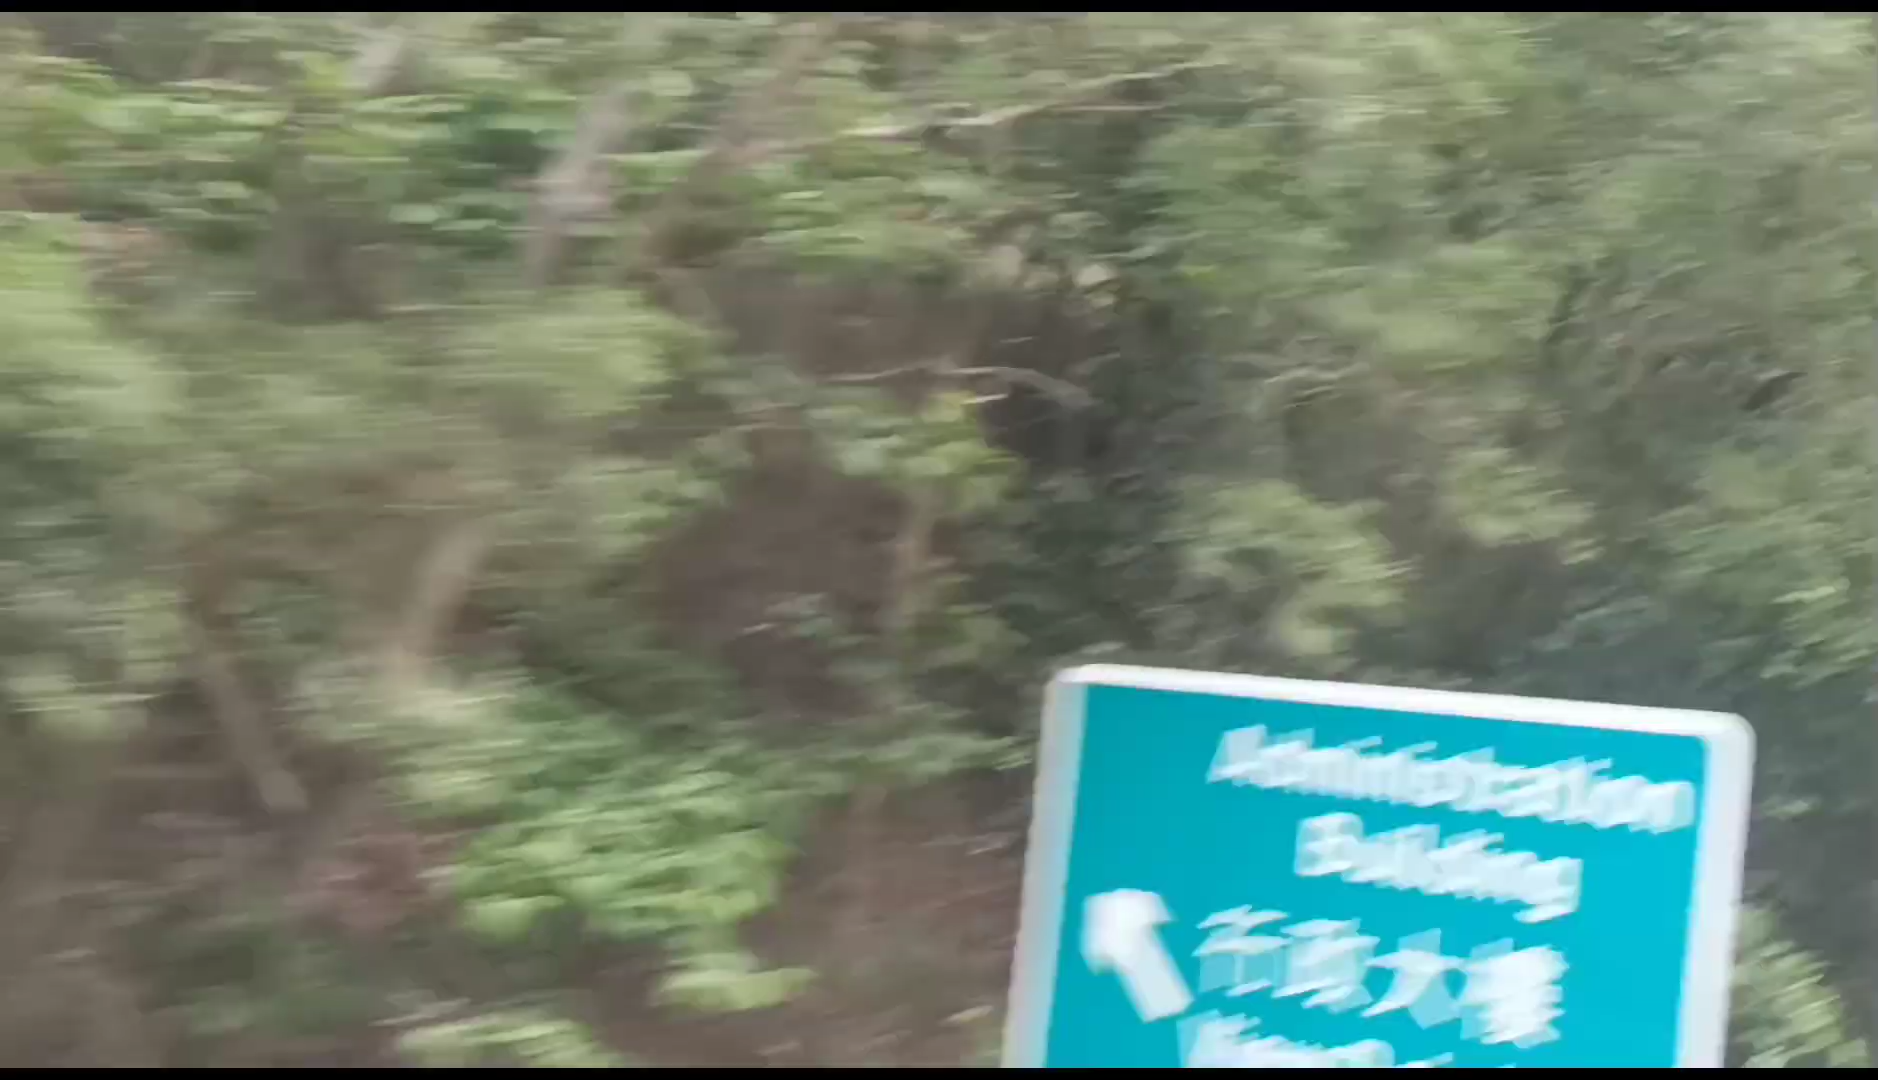 Administration
Building
行政大樓